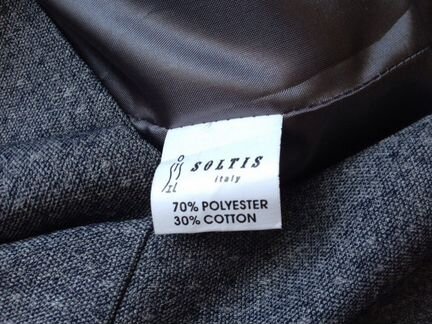 SOLTIS
italy
70% POLYESTER
30% COTTON